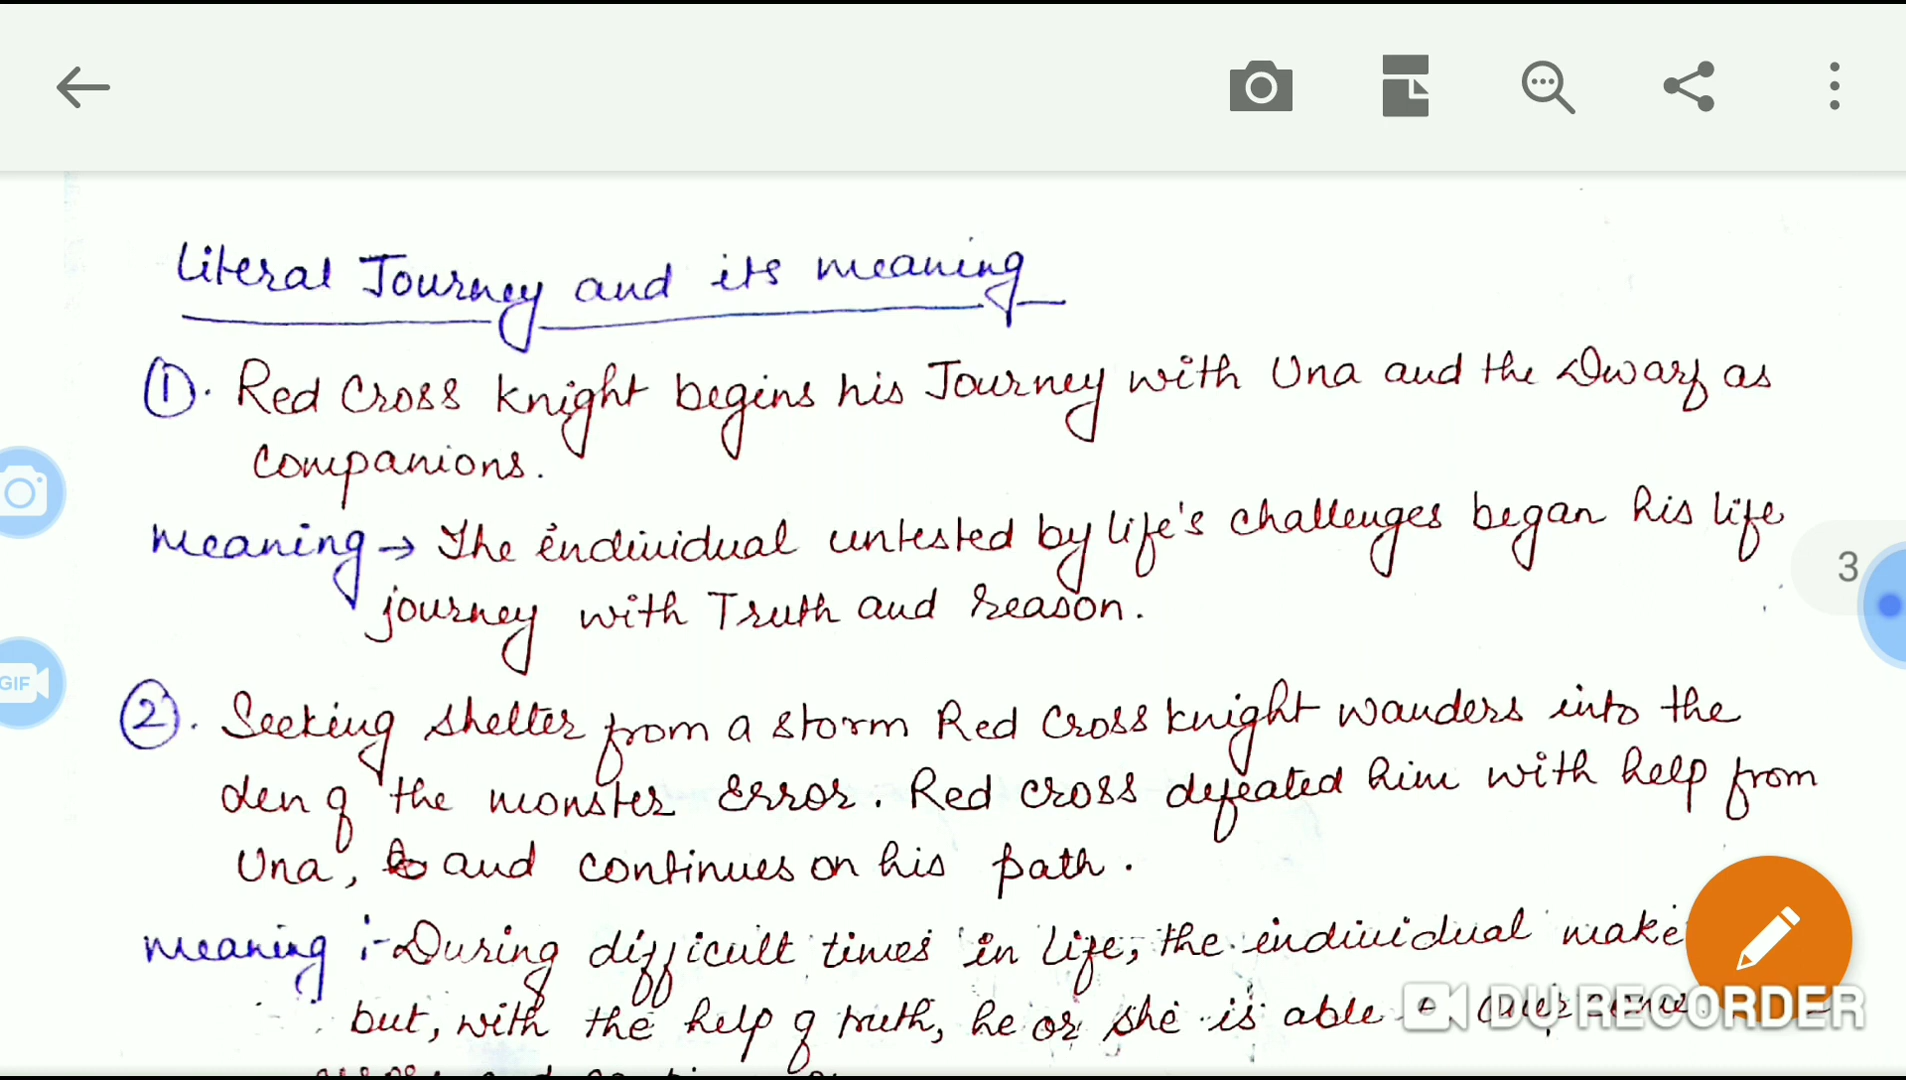 Literal Journey and its meaning
①. Red Cross Knight begins his Journey with Una and the Dwarf as
companions.
meaning → The individual untested by life's challenges began his life
3
journey with Truth and reason.
GIF
②. Seeking shelter from a storm Red Cross Knight wanders into the
den of the monster Error. Red Cross defeated him with help from
Una, and continues on his path.
meaning :- During difficult times in life, the individual make
but, with the help of truth, he or she is able
DU RECORDER